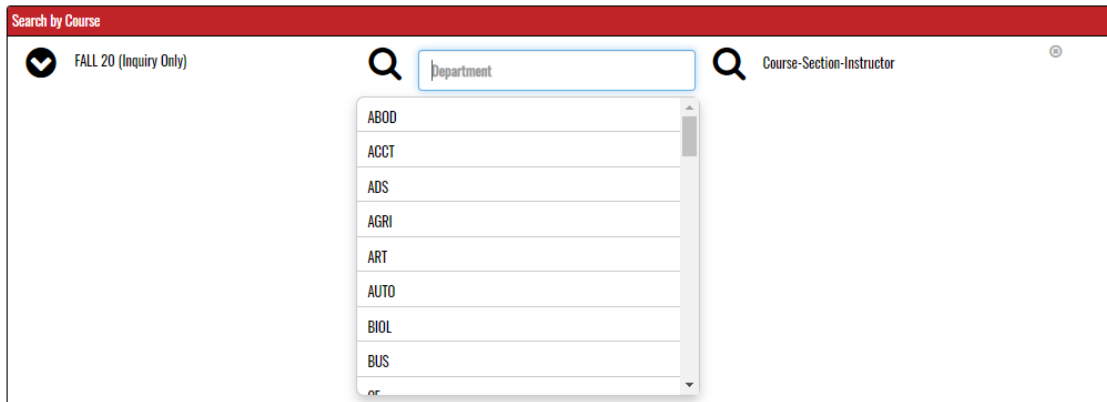 Search by Course
FALL 20 (Inquiry Only)
Department
Course-Section-Instructor
ABOD
ACCT
ADS
AGRI
ART
AUTO
BIOL
BUS